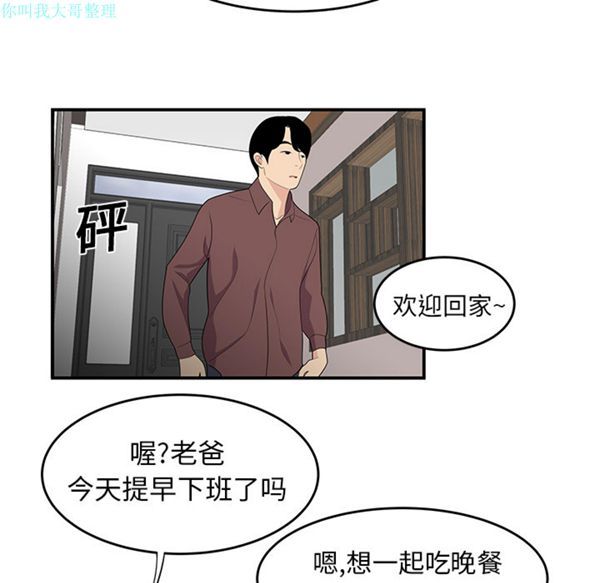 你叫我大哥整理
砰
欢迎回家~
喔?老爸
今天提早下班了吗
嗯,想一起吃晚餐